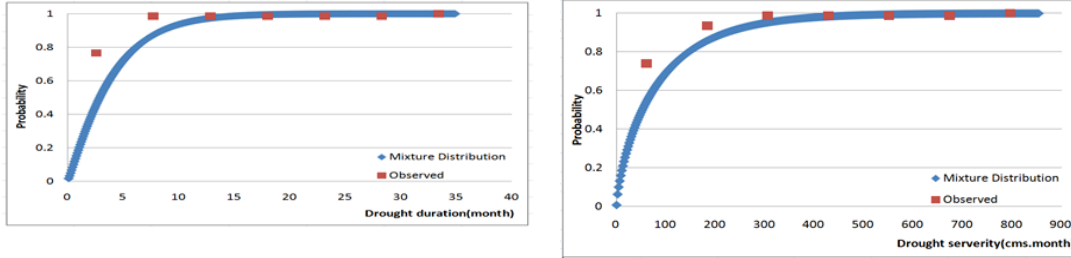 1
0.8
0.6
0.4
0.2
0
Probability
0 5 10 15 20 25 30 35 40
Drought duration(month)
Mixture Distribution
Observed
1
0.8
0.6
0.4
0.2
0
Probability
0 100 200 300 400 500 600 700 800 900
Drought serverity(cms.month
Mixture Distribution
Observed